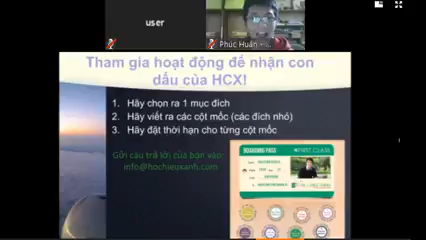 user
Phúc Huấn
Tham gia hoạt động để nhận con
dấu của HCX!
1. Hãy chọn ra 1 mục đích
2. Hãy viết ra các cột mốc (các đích nhỏ)
3. Hãy đặt thời hạn cho từng cột mốc
Gửi câu trả lời của bạn vào:
info@hochieuxanh.com
BOARDING PASS
FIRST CLASS